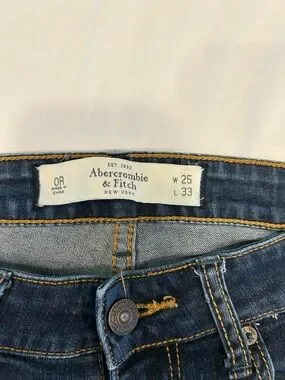 EST. 1892
Abercrombie
& Fitch
NEW YORK
0R
MADE IN
CHINA
W 25
L 33